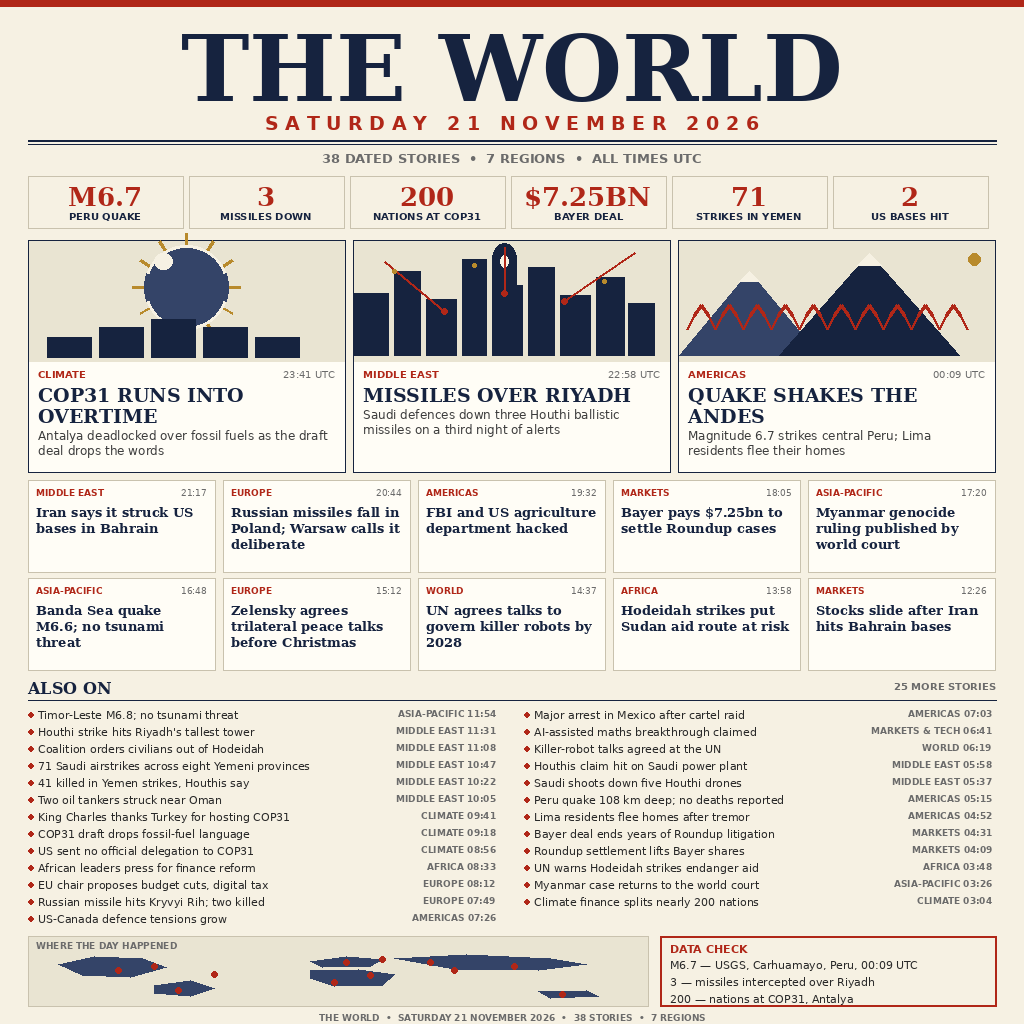 THE WORLD
SATURDAY 21 NOVEMBER 2026
38 DATED STORIES • 7 REGIONS • ALL TIMES UTC
M6.7
PERU QUAKE
3
MISSILES DOWN
200
NATIONS AT COP31
$7.25BN
BAYER DEAL
71
STRIKES IN YEMEN
2
US BASES HIT
CLIMATE 23:41 UTC
COP31 RUNS INTO
OVERTIME
Antalya deadlocked over fossil fuels as the draft
deal drops the words
MIDDLE EAST 22:58 UTC
MISSILES OVER RIYADH
Saudi defences down three Houthi ballistic
missiles on a third night of alerts
AMERICAS 00:09 UTC
QUAKE SHAKES THE
ANDES
Magnitude 6.7 strikes central Peru; Lima
residents flee their homes
MIDDLE EAST 21:17
Iran says it struck US
bases in Bahrain
EUROPE 20:44
Russian missiles fall in
Poland; Warsaw calls it
deliberate
AMERICAS 19:32
FBI and US agriculture
department hacked
MARKETS 18:05
Bayer pays $7.25bn to
settle Roundup cases
ASIA-PACIFIC 17:20
Myanmar genocide
ruling published by
world court
ASIA-PACIFIC 16:48
Banda Sea quake
M6.6; no tsunami
threat
EUROPE 15:12
Zelensky agrees
trilateral peace talks
before Christmas
WORLD 14:37
UN agrees talks to
govern killer robots by
2028
AFRICA 13:58
Hodeidah strikes put
Sudan aid route at risk
MARKETS 12:26
Stocks slide after Iran
hits Bahrain bases
ALSO ON 25 MORE STORIES
Timor-Leste M6.8; no tsunami threat ASIA-PACIFIC 11:54
Houthi strike hits Riyadh's tallest tower MIDDLE EAST 11:31
Coalition orders civilians out of Hodeidah MIDDLE EAST 11:08
71 Saudi airstrikes across eight Yemeni provinces MIDDLE EAST 10:47
41 killed in Yemen strikes, Houthis say MIDDLE EAST 10:22
Two oil tankers struck near Oman MIDDLE EAST 10:05
King Charles thanks Turkey for hosting COP31 CLIMATE 09:41
COP31 draft drops fossil-fuel language CLIMATE 09:18
US sent no official delegation to COP31 CLIMATE 08:56
African leaders press for finance reform AFRICA 08:33
EU chair proposes budget cuts, digital tax EUROPE 08:12
Russian missile hits Kryvyi Rih; two killed EUROPE 07:49
US-Canada defence tensions grow AMERICAS 07:26
Major arrest in Mexico after cartel raid AMERICAS 07:03
AI-assisted maths breakthrough claimed MARKETS & TECH 06:41
Killer-robot talks agreed at the UN WORLD 06:19
Houthis claim hit on Saudi power plant MIDDLE EAST 05:58
Saudi shoots down five Houthi drones MIDDLE EAST 05:37
Peru quake 108 km deep; no deaths reported AMERICAS 05:15
Lima residents flee homes after tremor AMERICAS 04:52
Bayer deal ends years of Roundup litigation MARKETS 04:31
Roundup settlement lifts Bayer shares MARKETS 04:09
UN warns Hodeidah strikes endanger aid AFRICA 03:48
Myanmar case returns to the world court ASIA-PACIFIC 03:26
Climate finance splits nearly 200 nations CLIMATE 03:04
WHERE THE DAY HAPPENED
DATA CHECK
M6.7 — USGS, Carhuamayo, Peru, 00:09 UTC
3 — missiles intercepted over Riyadh
200 — nations at COP31, Antalya
THE WORLD • SATURDAY 21 NOVEMBER 2026 • 38 STORIES • 7 REGIONS